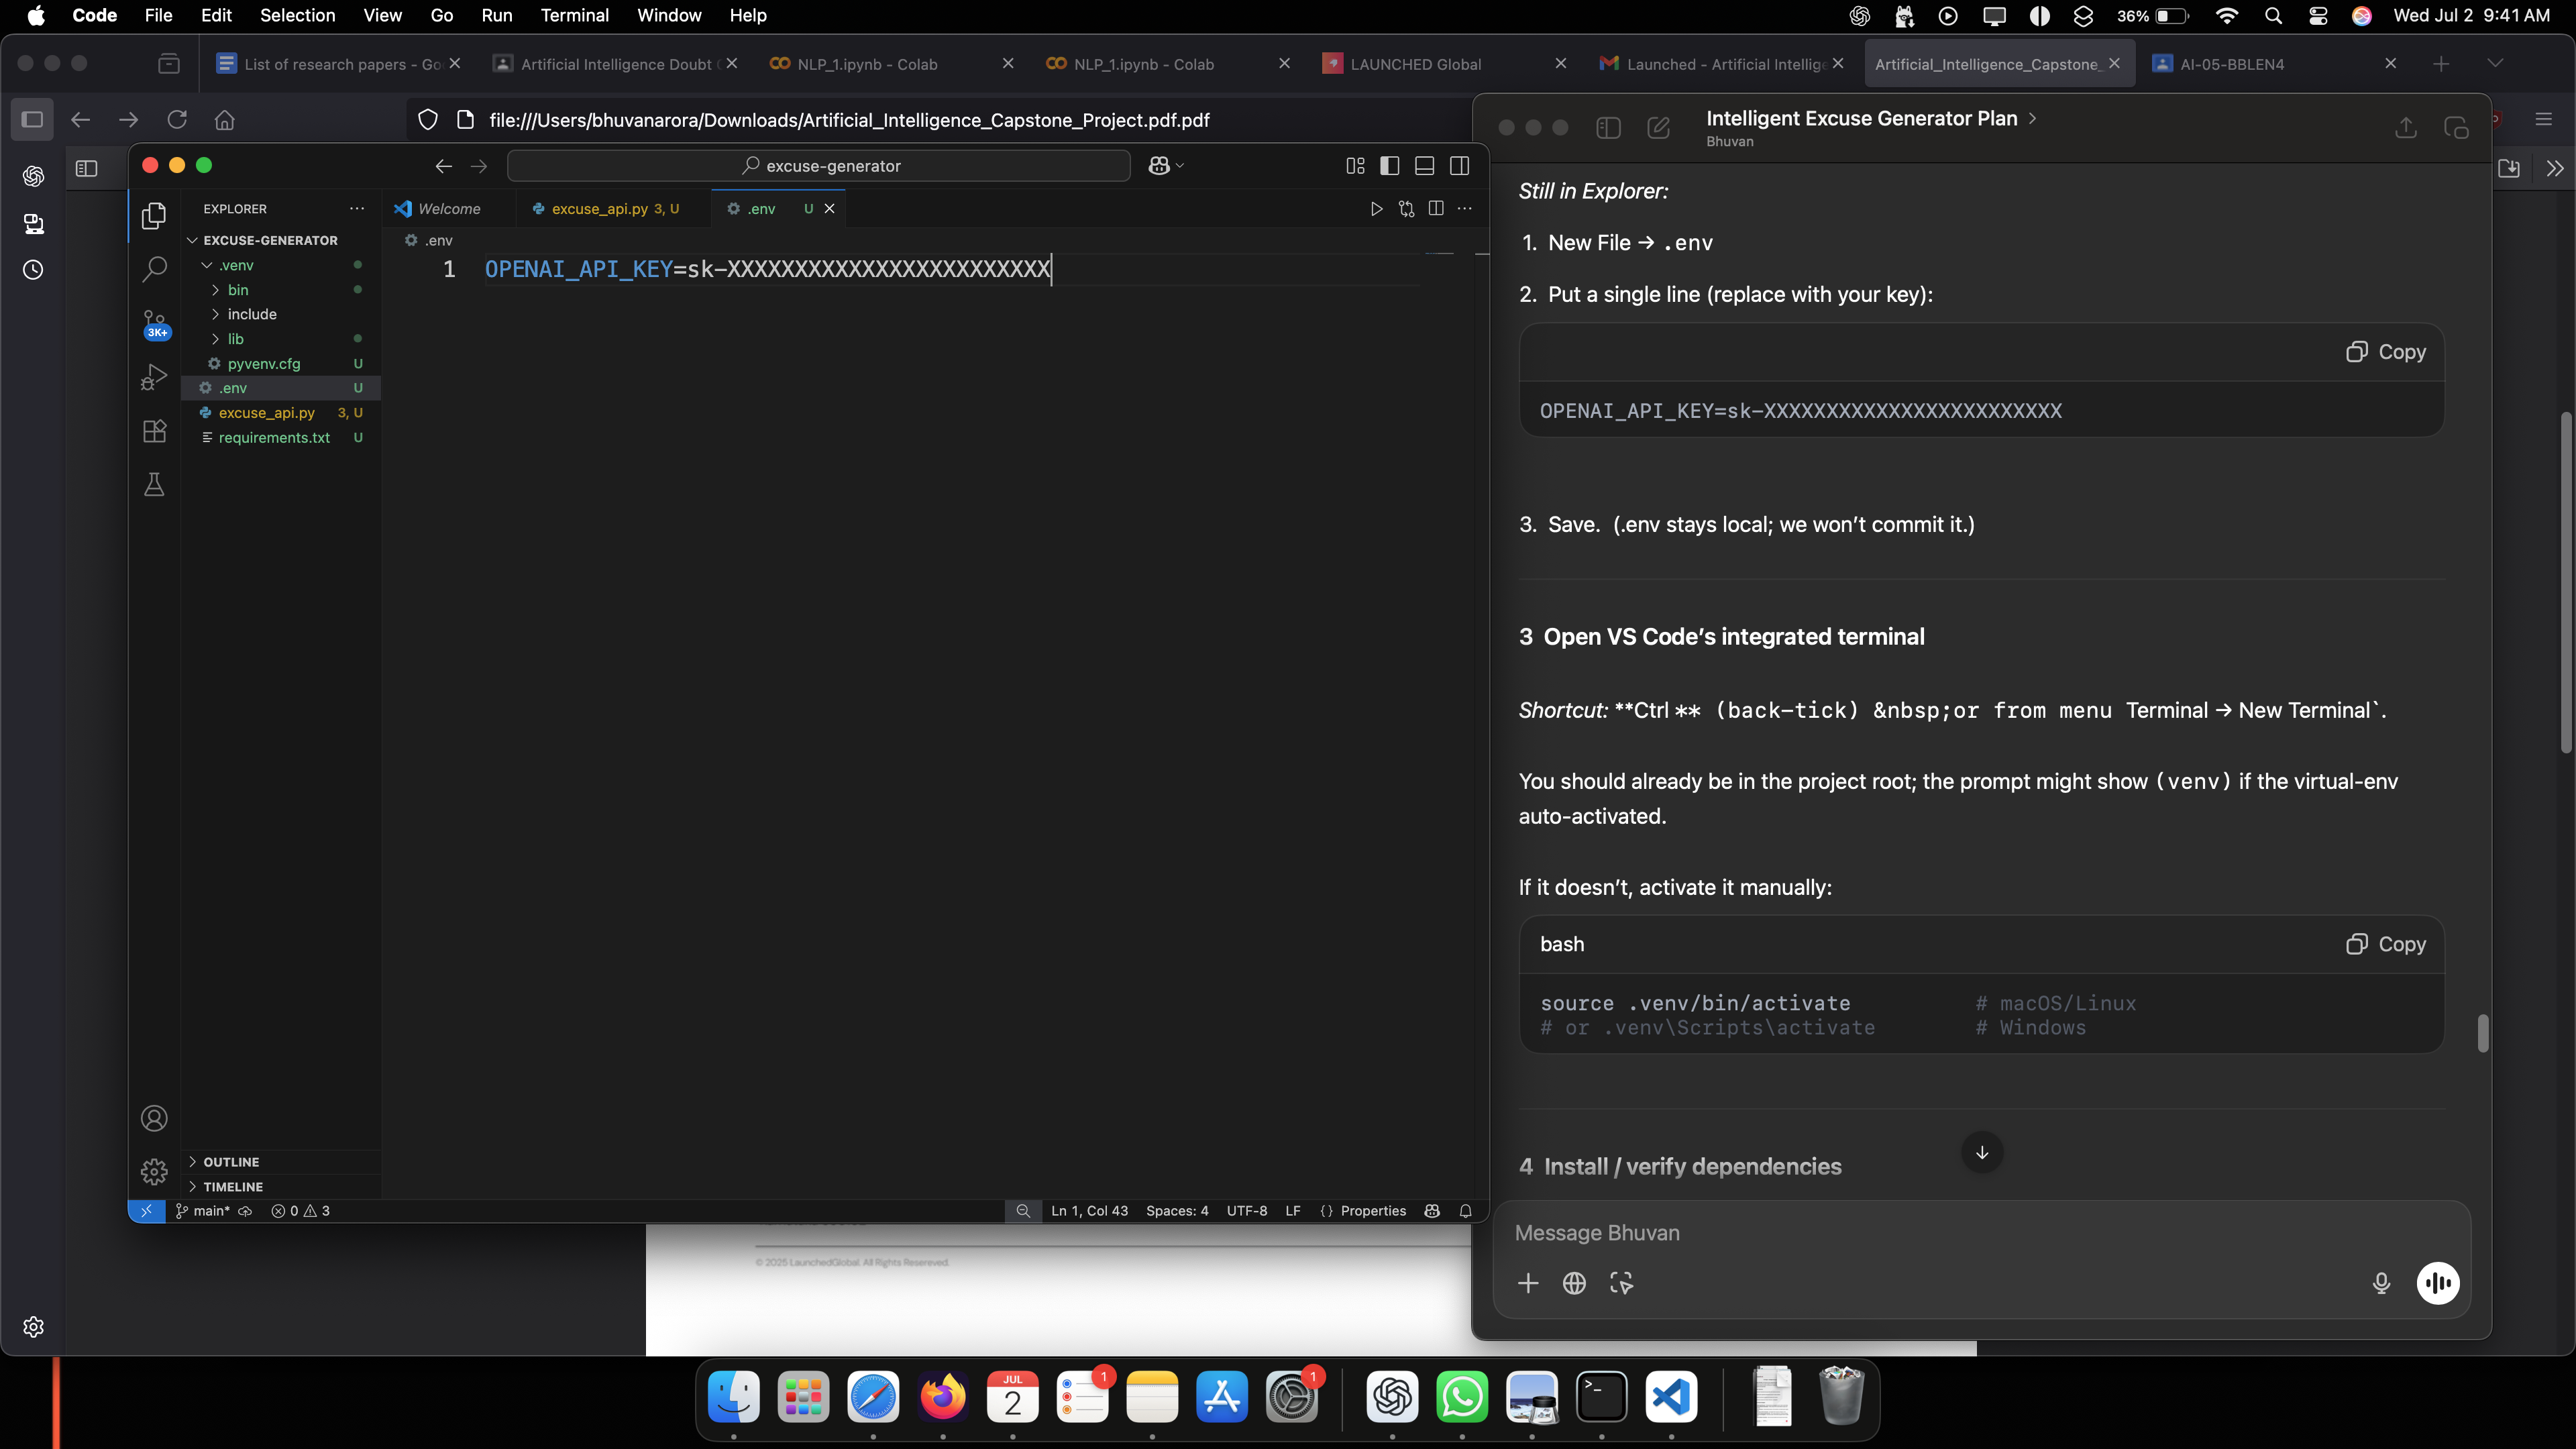 Code File Edit Selection View Go Run Terminal Window Help
36% Wed Jul 2 9:41 AM
List of research papers - Go
Artificial Intelligence Doubt
NLP_1.ipynb - Colab
NLP_1.ipynb - Colab
LAUNCHED Global
Launched - Artificial Intellige
Artificial_Intelligence_Capstone_
AI-05-BBLEN4
file:///Users/bhuvanarora/Downloads/Artificial_Intelligence_Capstone_Project.pdf.pdf
excuse-generator
EXPLORER
Welcome
excuse_api.py 3, U
.env U
EXCUSE-GENERATOR
.venv
bin
include
lib
pyvenv.cfg U
.env U
excuse_api.py 3, U
requirements.txt U
3K+
OUTLINE
TIMELINE
.env
1 OPENAI_API_KEY=sk-XXXXXXXXXXXXXXXXXXXXXXXX
main* 0 3
Ln 1, Col 43 Spaces: 4 UTF-8 LF {} Properties
© 2025 LaunchedGlobal. All Rights Resereved.
Intelligent Excuse Generator Plan >
Bhuvan
Still in Explorer:
1. New File → .env
2. Put a single line (replace with your key):
Copy
OPENAI_API_KEY=sk-XXXXXXXXXXXXXXXXXXXXXXXX
3. Save. (.env stays local; we won’t commit it.)
3 Open VS Code’s integrated terminal
Shortcut: **Ctrl ** (back-tick) &nbsp;or from menu Terminal → New Terminal`.
You should already be in the project root; the prompt might show (venv) if the virtual-env
auto-activated.
If it doesn’t, activate it manually:
bash
Copy
source .venv/bin/activate # macOS/Linux
# or .venv\Scripts\activate # Windows
4 Install / verify dependencies
Message Bhuvan
JUL
2
1
1